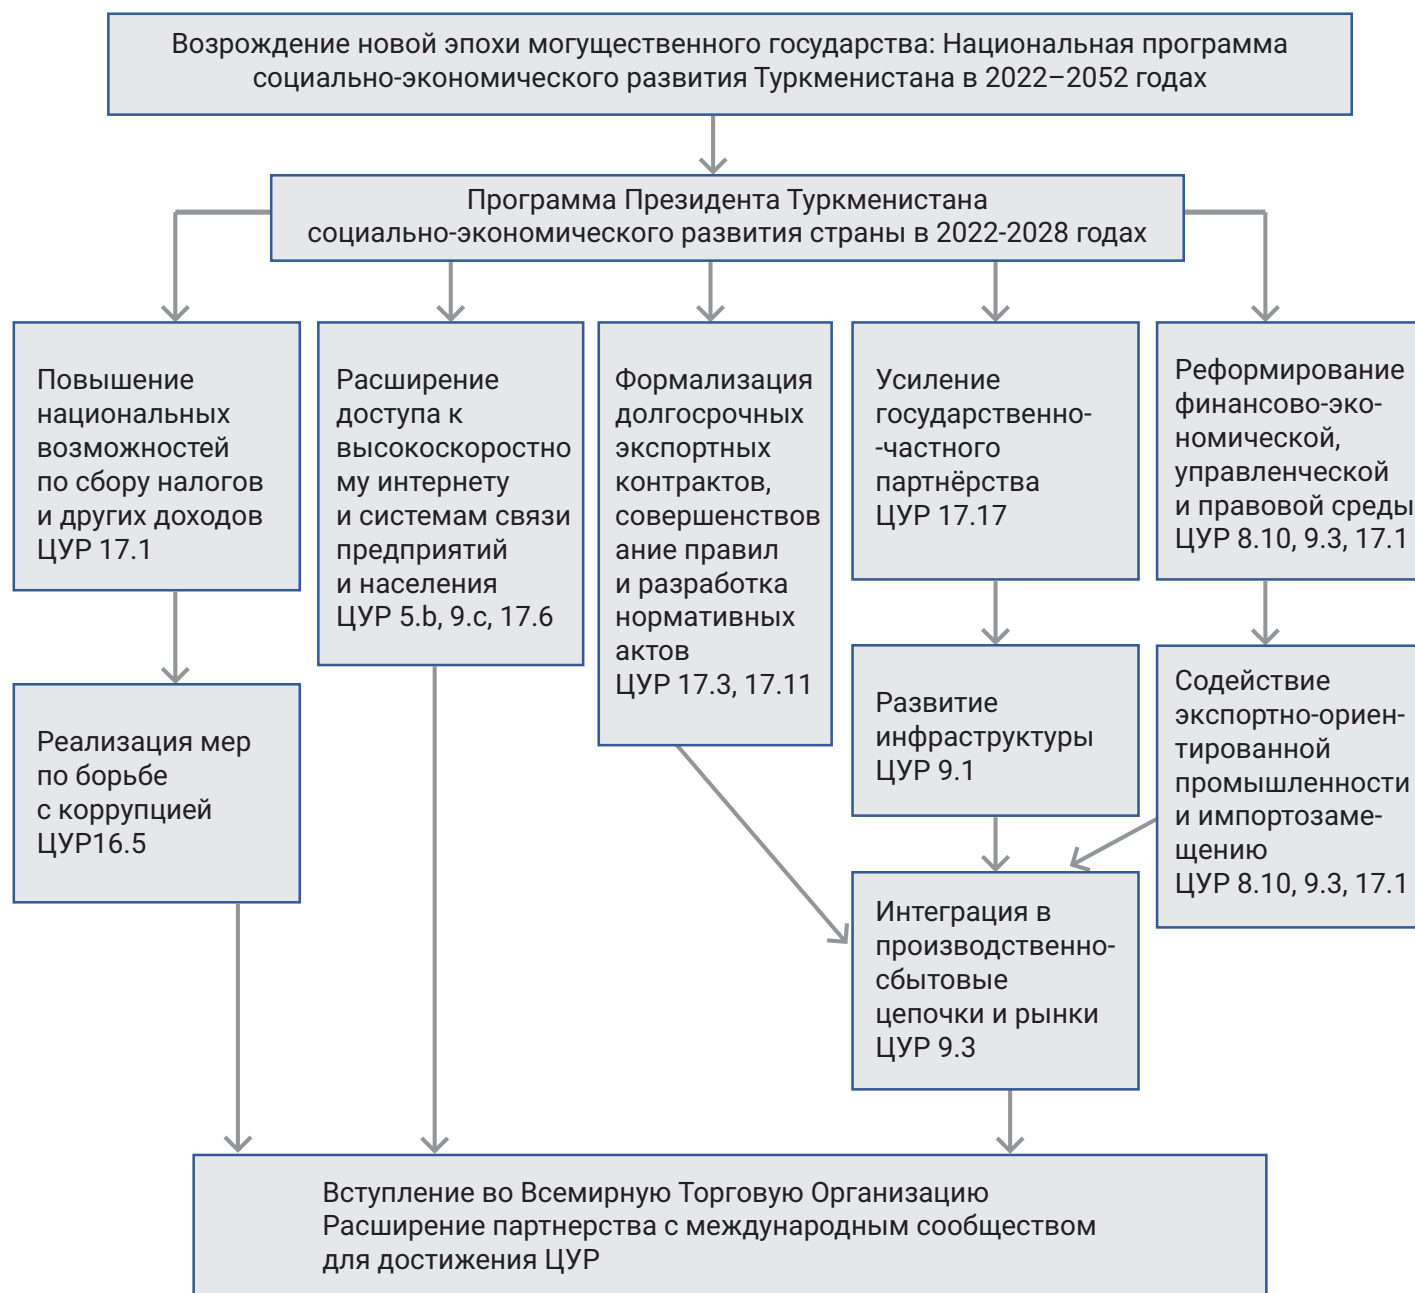 Возрождение новой эпохи могущественного государства: Национальная программа
социально-экономического развития Туркменистана в 2022–2052 годах
Программа Президента Туркменистана
социально-экономического развития страны в 2022-2028 годах
Повышение
национальных
возможностей
по сбору налогов
и других доходов
ЦУР 17.1
Расширение
доступа к
высокоскоростно
му интернету
и системам связи
предприятий
и населения
ЦУР 5.b, 9.c, 17.6
Формализация
долгосрочных
экспортных
контрактов,
совершенствов
ание правил
и разработка
нормативных
актов
ЦУР 17.3, 17.11
Усиление
государственно-
-частного
партнёрства
ЦУР 17.17
Реформирование
финансово-эко-
номической,
управленческой
и правовой среды
ЦУР 8.10, 9.3, 17.1
Реализация мер
по борьбе
с коррупцией
ЦУР16.5
Развитие
инфраструктуры
ЦУР 9.1
Содействие
экспортно-ориен-
тированной
промышленности
и импортозаме-
щению
ЦУР 8.10, 9.3, 17.1
Интеграция в
производственно-
сбытовые
цепочки и рынки
ЦУР 9.3
Вступление во Всемирную Торговую Организацию
Расширение партнерства с международным сообществом
для достижения ЦУР